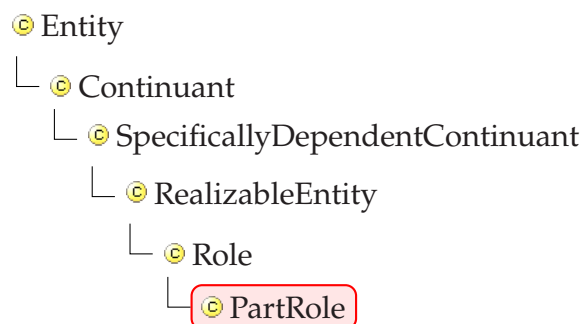 Entity
Continuant
SpecificallyDependentContinuant
RealizableEntity
Role
PartRole